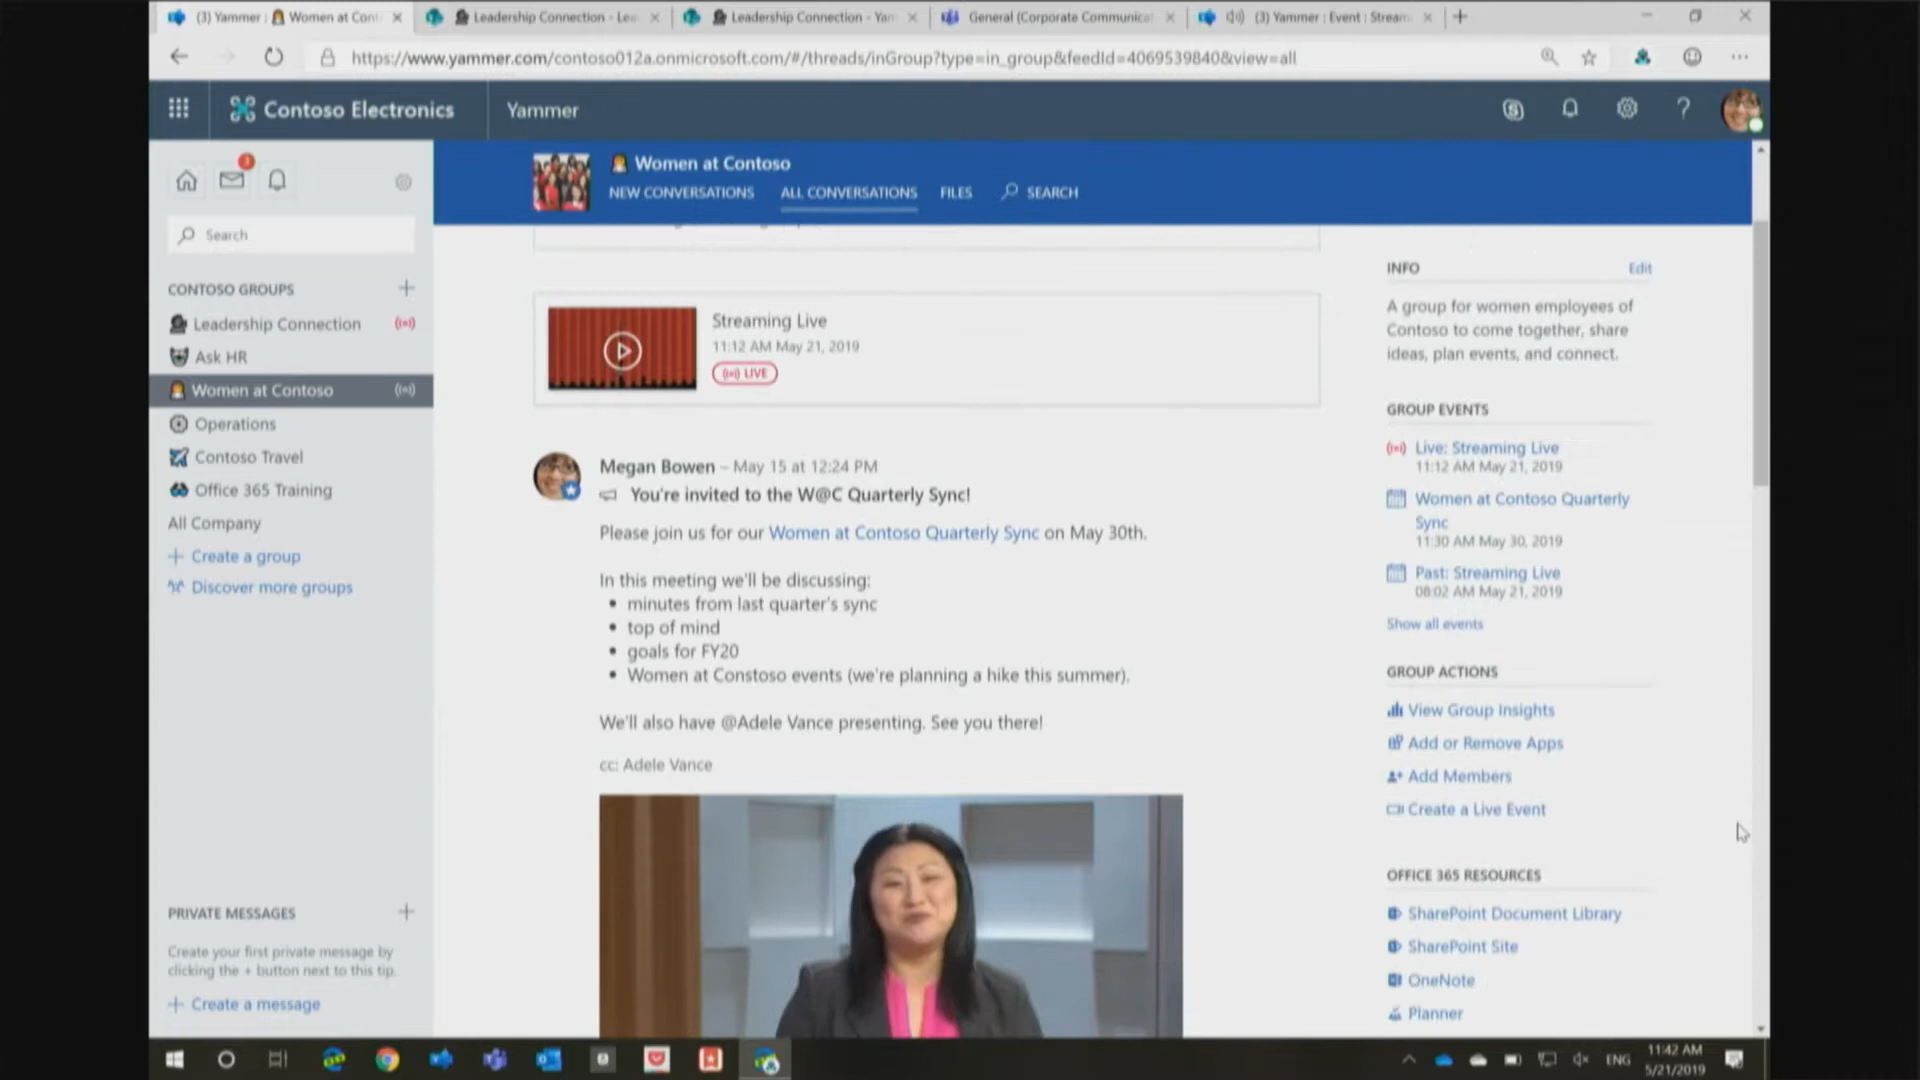 (3) Yammer : Women at Cont
Leadership Connection - Lea
Leadership Connection - Yam
General (Corporate Communicat
(3) Yammer : Event : Stream
https://www.yammer.com/contoso012a.onmicrosoft.com/#/threads/inGroup?type=in_group&feedId=4069539840&view=all
Contoso Electronics
Yammer
Women at Contoso
NEW CONVERSATIONS
ALL CONVERSATIONS
FILES
SEARCH
3
Search
CONTOSO GROUPS
Leadership Connection
Ask HR
Women at Contoso
Operations
Contoso Travel
Office 365 Training
All Company
+ Create a group
Discover more groups
PRIVATE MESSAGES
Create your first private message by
clicking the + button next to this tip.
+ Create a message
Streaming Live
11:12 AM May 21, 2019
LIVE
Megan Bowen – May 15 at 12:24 PM
You're invited to the W@C Quarterly Sync!
Please join us for our Women at Contoso Quarterly Sync on May 30th.
In this meeting we'll be discussing:
• minutes from last quarter's sync
• top of mind
• goals for FY20
• Women at Constoso events (we're planning a hike this summer).
We'll also have @Adele Vance presenting. See you there!
cc: Adele Vance
INFO
Edit
A group for women employees of
Contoso to come together, share
ideas, plan events, and connect.
GROUP EVENTS
Live: Streaming Live
11:12 AM May 21, 2019
Women at Contoso Quarterly
Sync
11:30 AM May 30, 2019
Past: Streaming Live
08:02 AM May 21, 2019
Show all events
GROUP ACTIONS
View Group Insights
Add or Remove Apps
Add Members
Create a Live Event
OFFICE 365 RESOURCES
SharePoint Document Library
SharePoint Site
OneNote
Planner
ENG
11:42 AM
5/21/2019